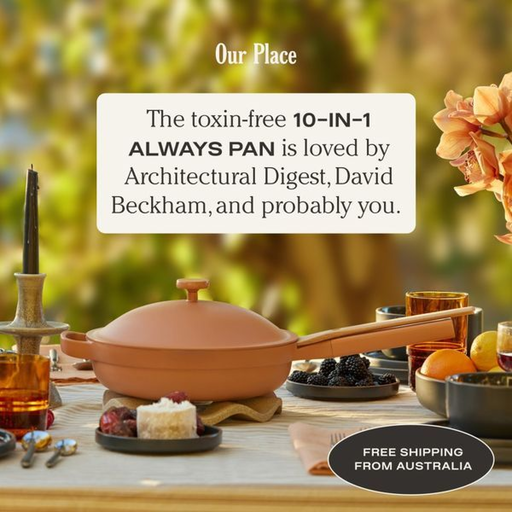 Our Place
The toxin-free 10-IN-1
ALWAYS PAN is loved by
Architectural Digest, David
Beckham, and probably you.
FREE SHIPPING
FROM AUSTRALIA